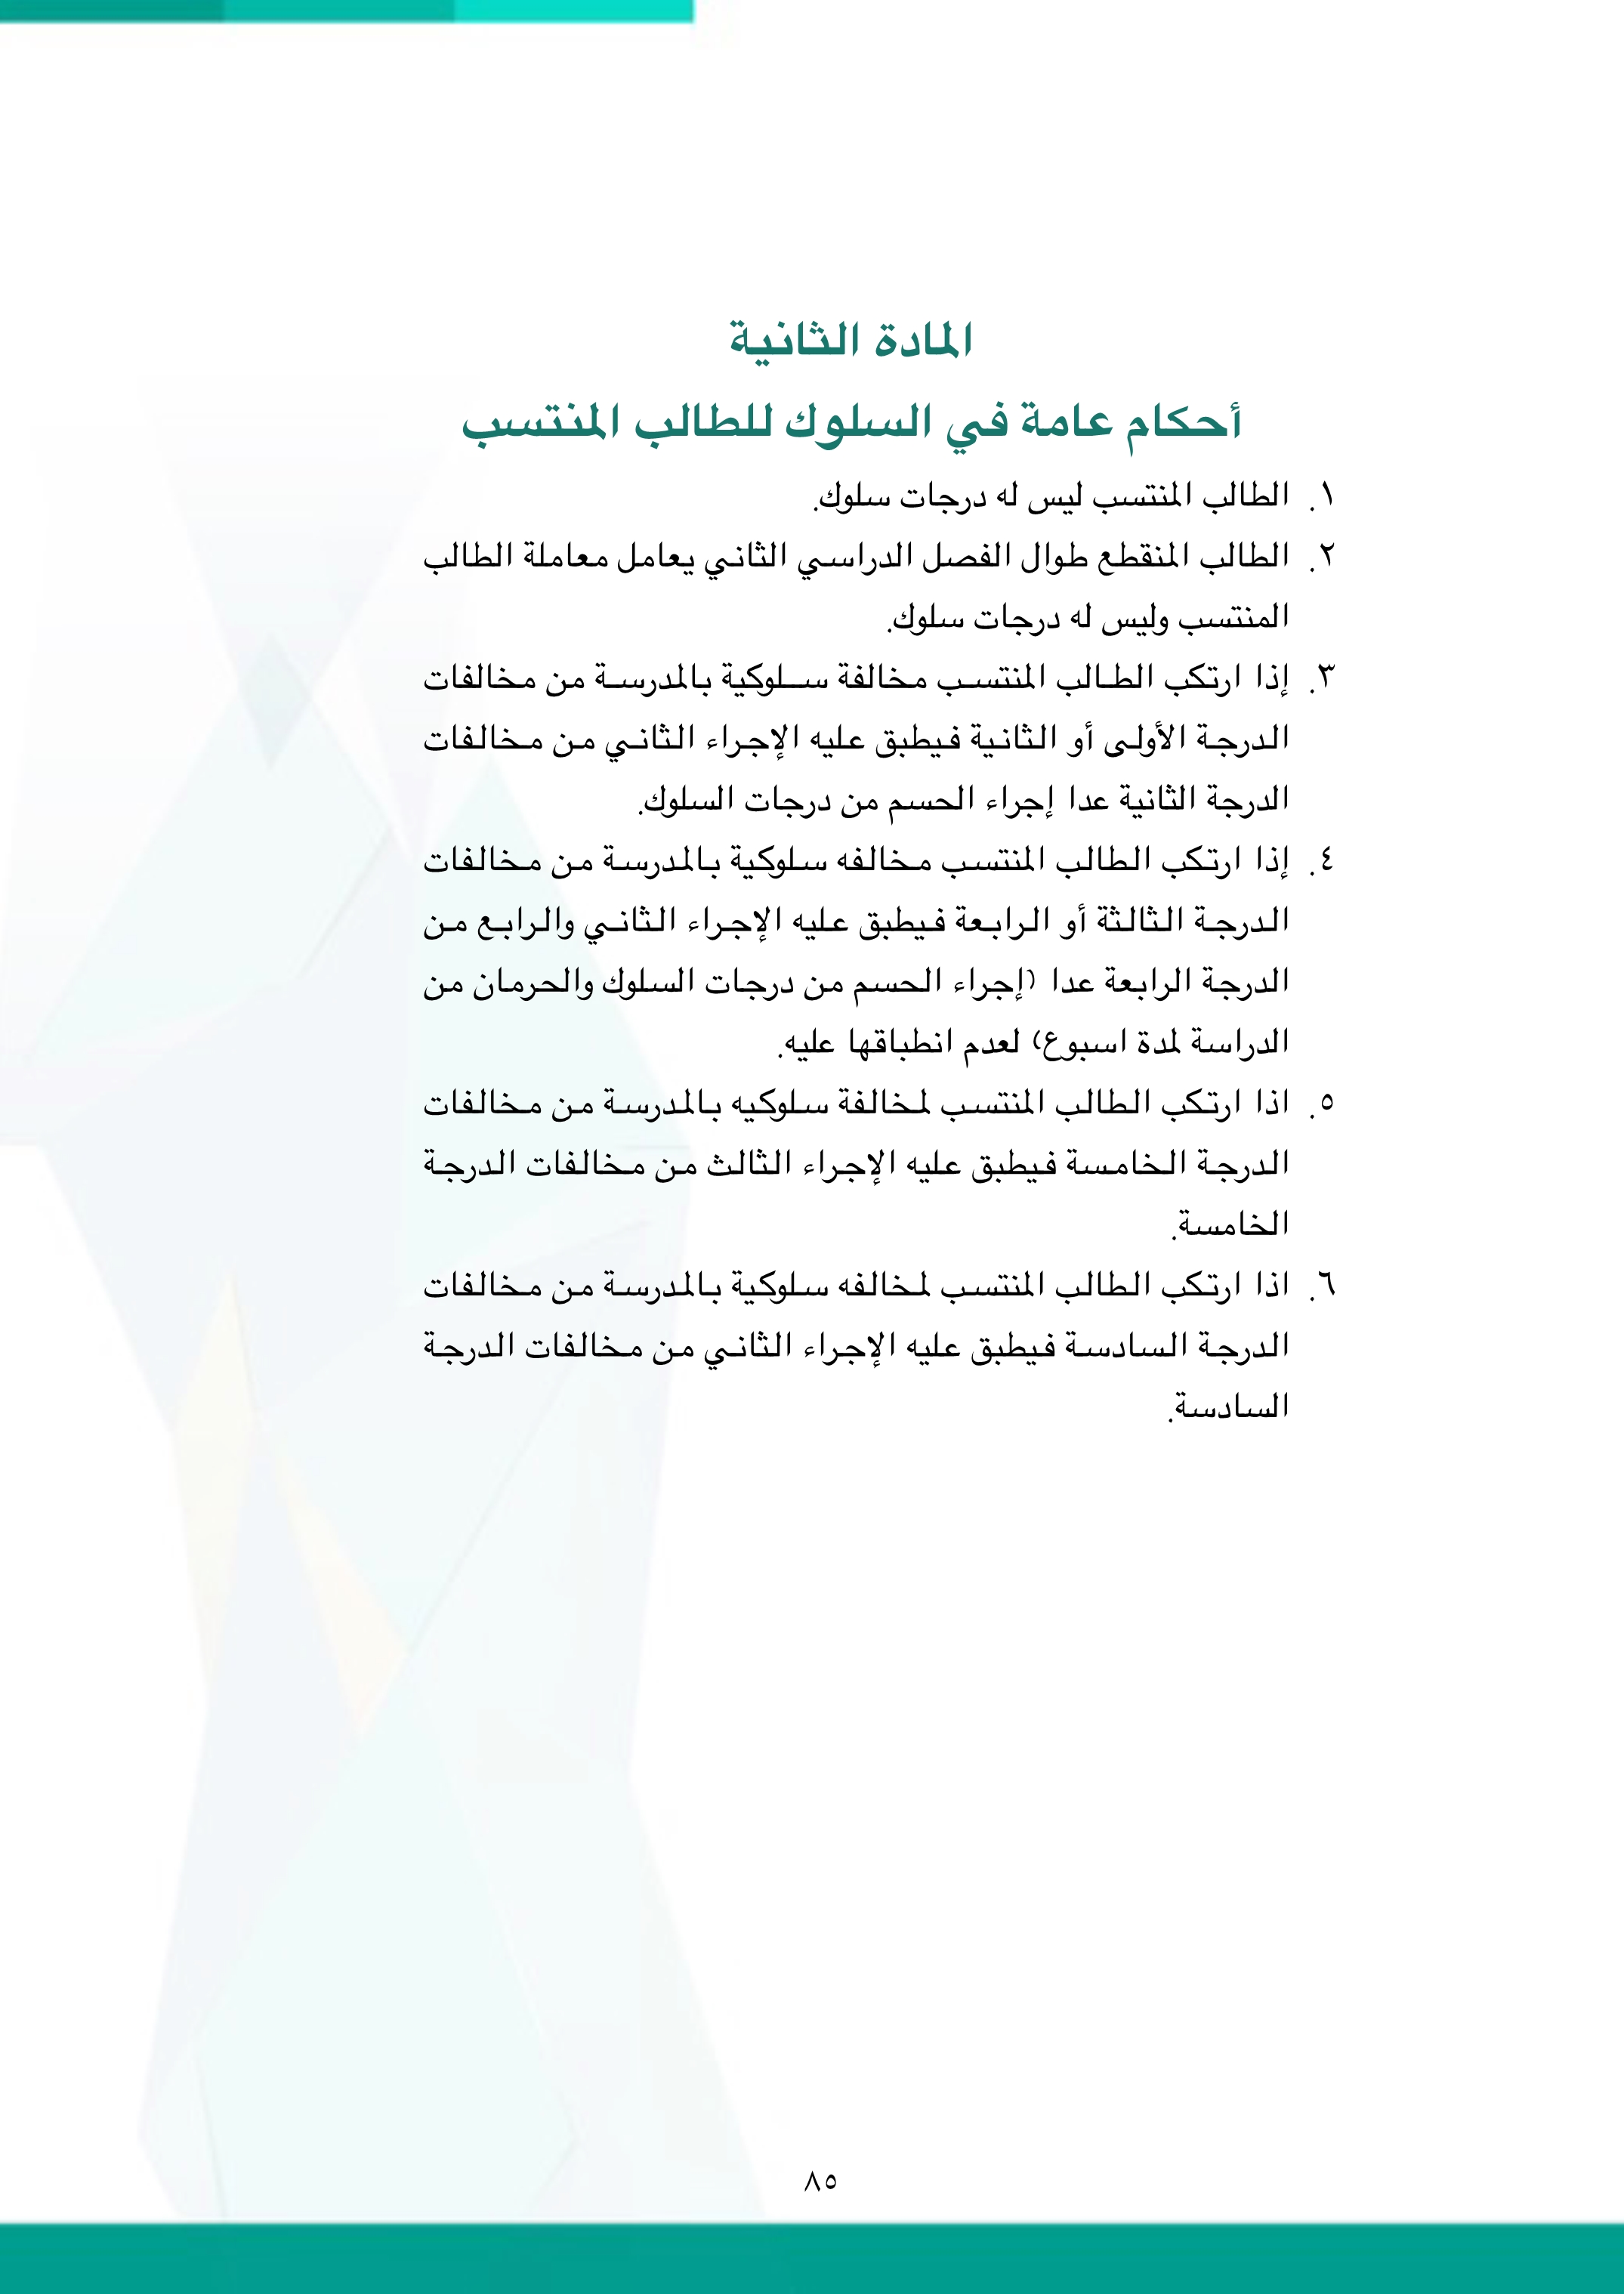 المادة الثانية
أحكام عامة في السلوك للطالب المنتسب
١. الطالب المنتسب ليس له درجات سلوك.
٢. الطالب المنقطع طوال الفصل الدراسي الثاني يعامل معاملة الطالب
المنتسب وليس له درجات سلوك.
٣. إذا ارتكب الطالب المنتسب مخالفة سلوكية بالمدرسة من مخالفات
الدرجة الأولى أو الثانية فيطبق عليه الإجراء الثاني من مخالفات
الدرجة الثانية عدا إجراء الحسم من درجات السلوك.
٤. إذا ارتكب الطالب المنتسب مخالفه سلوكية بالمدرسة من مخالفات
الدرجة الثالثة أو الرابعة فيطبق عليه الإجراء الثاني والرابع من
الدرجة الرابعة عدا (إجراء الحسم من درجات السلوك والحرمان من
الدراسة لمدة اسبوع) لعدم انطباقها عليه.
٥. اذا ارتكب الطالب المنتسب لمخالفة سلوكيه بالمدرسة من مخالفات
الدرجة الخامسة فيطبق عليه الإجراء الثالث من مخالفات الدرجة
الخامسة.
٦. اذا ارتكب الطالب المنتسب لمخالفه سلوكية بالمدرسة من مخالفات
الدرجة السادسة فيطبق عليه الإجراء الثاني من مخالفات الدرجة
السادسة.
٨٥